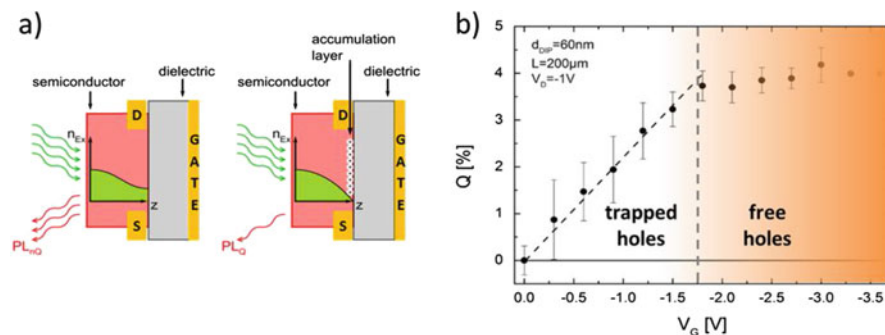 a)
accumulation
layer
semiconductor
dielectric
semiconductor
dielectric
D
D
n_Ex
n_Ex
G
A
T
E
G
A
T
E
z
z
S
S
PL_nQ
PL_Q
b)
d_DIP=60nm
L=200µm
V_D=-1V
Q [%]
5
4
3
2
1
0
trapped
holes
free
holes
0.0 -0.5 -1.0 -1.5 -2.0 -2.5 -3.0 -3.5
V_G [V]